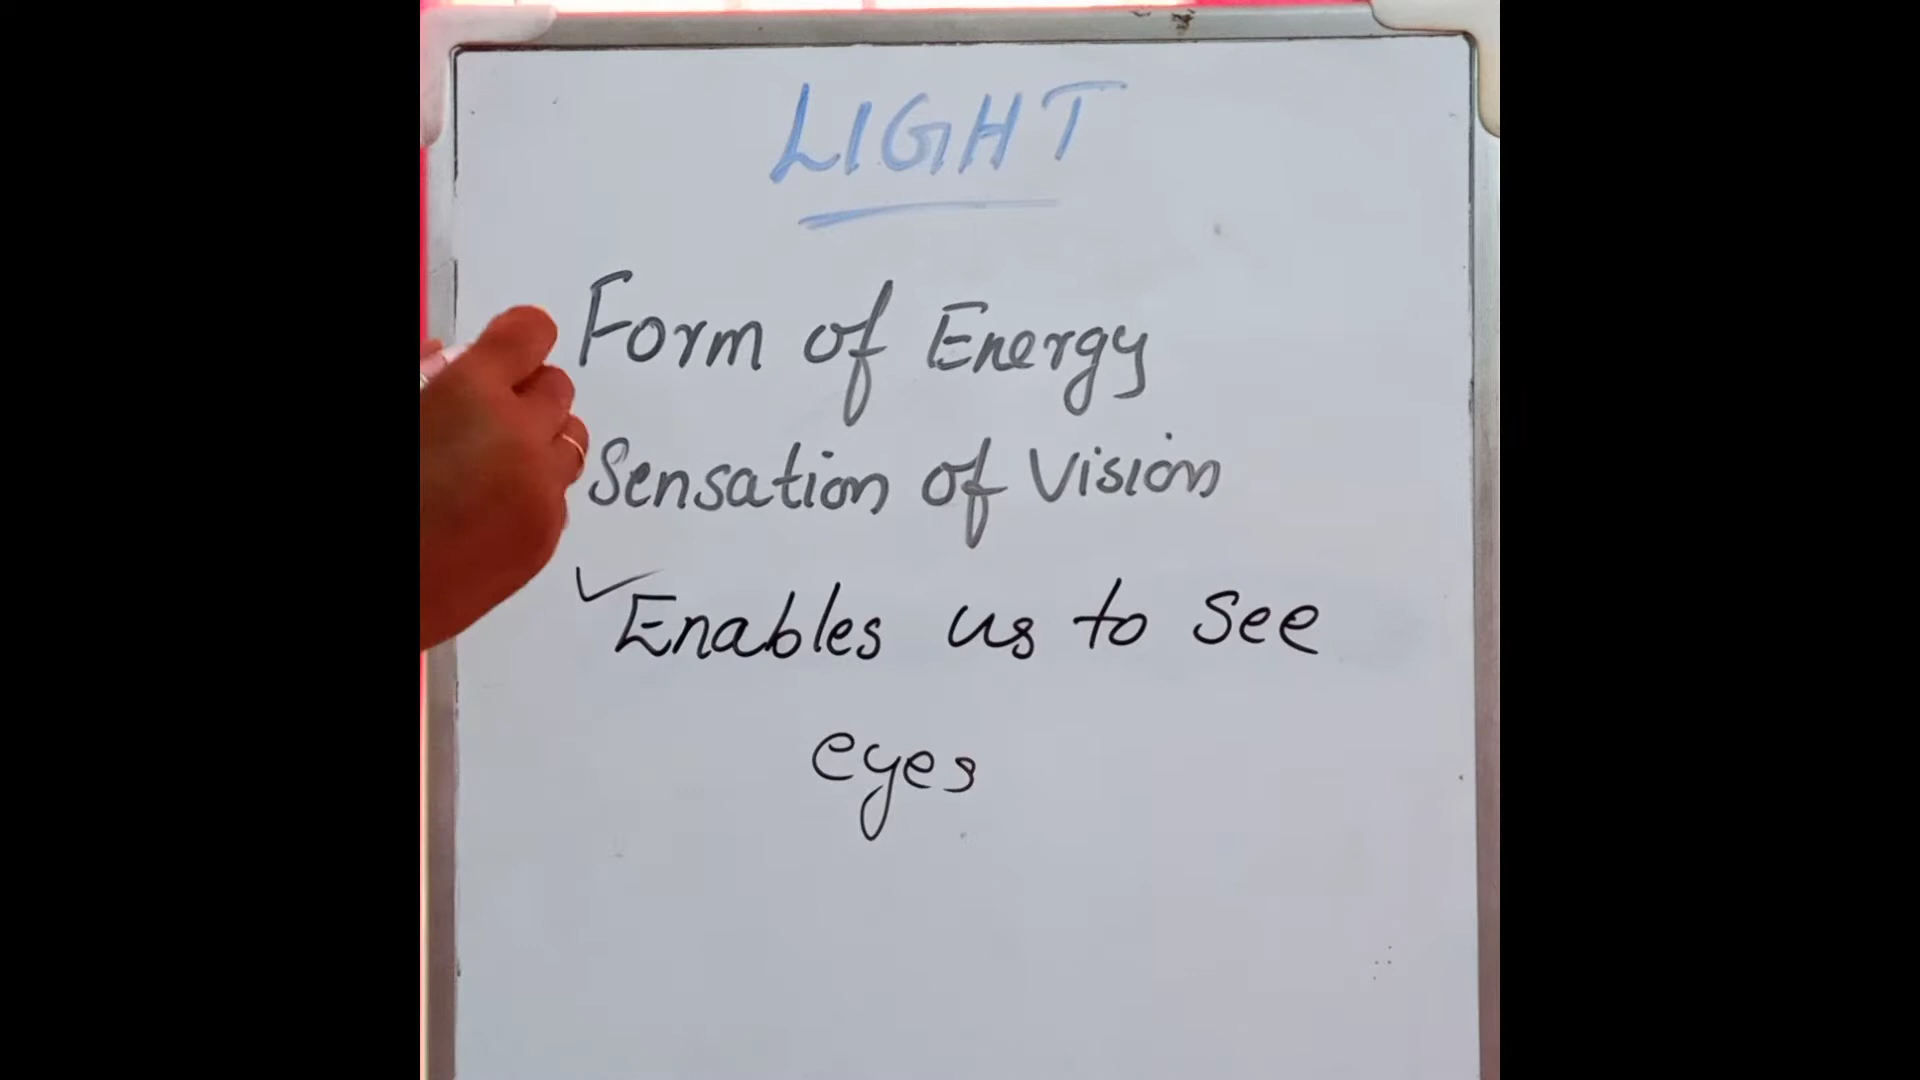 LIGHT
Form of Energy
Sensation of Vision
Enables us to see
eyes